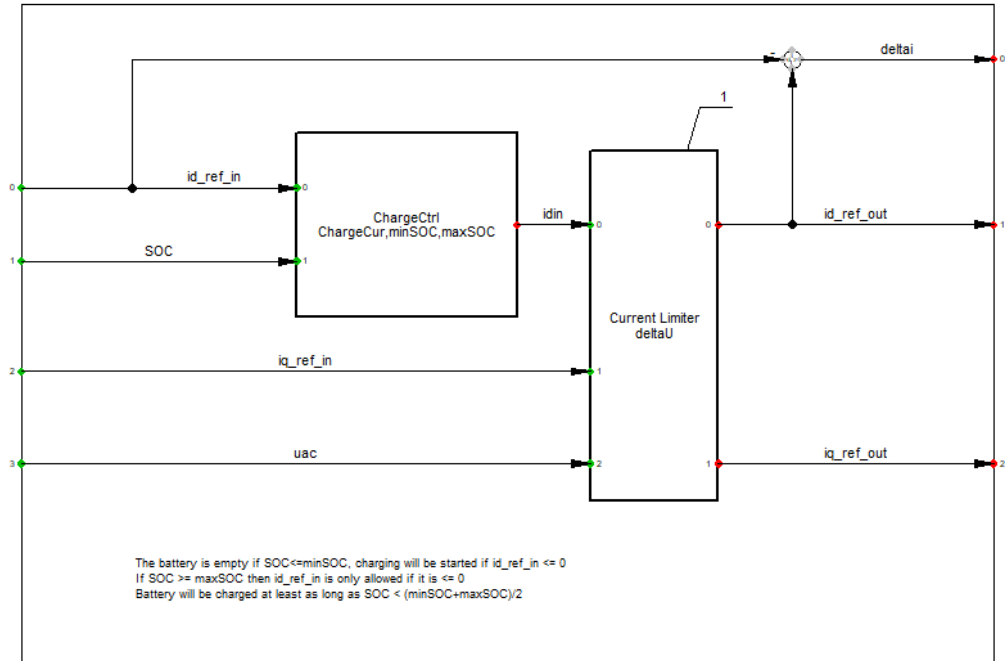 deltai
0
-
1
0
id_ref_in
0
ChargeCtrl
ChargeCur,minSOC,maxSOC
idin
0
0
id_ref_out
1
1
SOC
1
Current Limiter
deltaU
2
iq_ref_in
1
3
uac
2
1
iq_ref_out
2
The battery is empty if SOC<=minSOC, charging will be started if id_ref_in <= 0
If SOC >= maxSOC then id_ref_in is only allowed if it is <= 0
Battery will be charged at least as long as SOC < (minSOC+maxSOC)/2